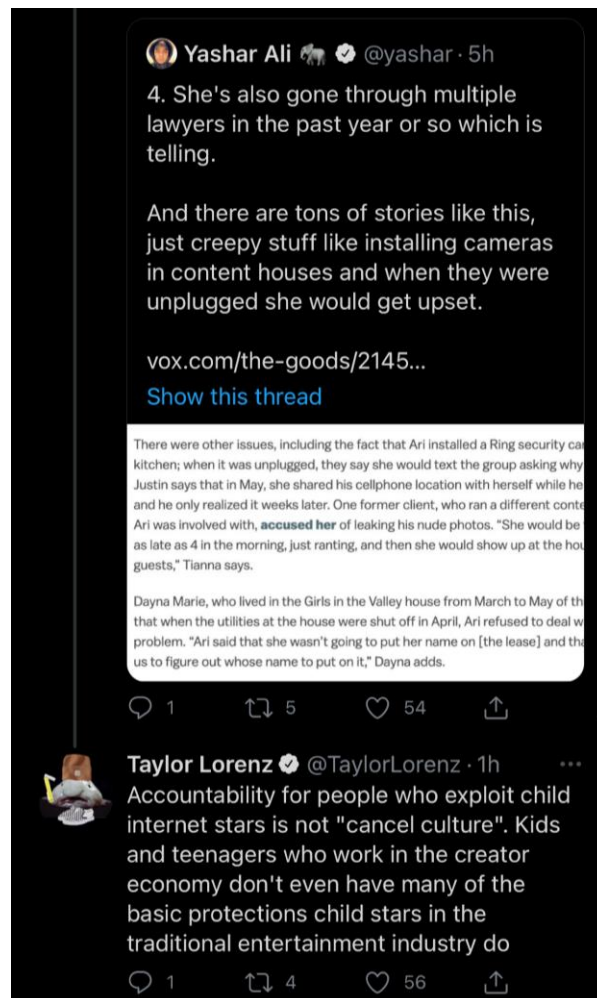 Yashar Ali 🐘 @yashar · 5h
4. She's also gone through multiple
lawyers in the past year or so which is
telling.
And there are tons of stories like this,
just creepy stuff like installing cameras
in content houses and when they were
unplugged she would get upset.
vox.com/the-goods/2145...
Show this thread
There were other issues, including the fact that Ari installed a Ring security
kitchen; when it was unplugged, they say she would text the group asking why
Justin says that in May, she shared his cellphone location with herself while he
and he only realized it weeks later. One former client, who ran a different
Ari was involved with, accused her of leaking his nude photos. "She would be
as late as 4 in the morning, just ranting, and then she would show up at the
guests," Tianna says.
Dayna Marie, who lived in the Girls in the Valley house from March to May of
that when the utilities at the house were shut off in April, Ari refused to deal
problem. "Ari said that she wasn't going to put her name on [the lease] and
us to figure out whose name to put on it," Dayna adds.
1 5 54
Taylor Lorenz @TaylorLorenz · 1h
Accountability for people who exploit child
internet stars is not "cancel culture". Kids
and teenagers who work in the creator
economy don't even have many of the
basic protections child stars in the
traditional entertainment industry do
1 4 56